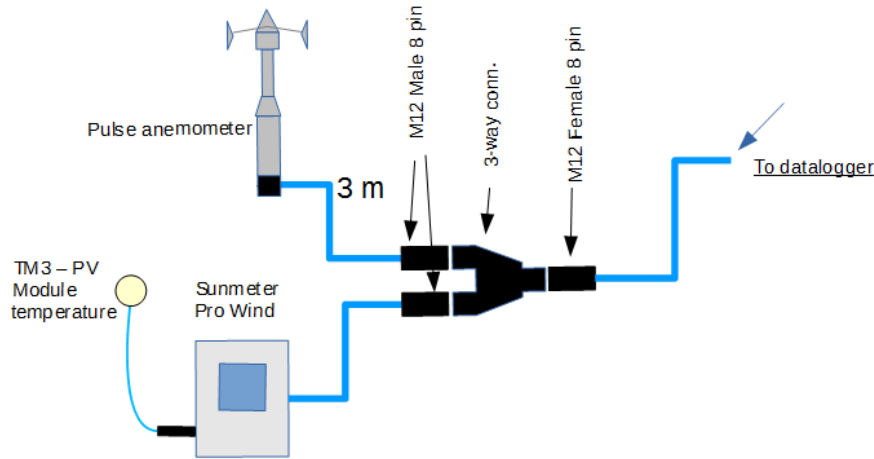 M12 Male 8 pin
3-way conn.
M12 Female 8 pin
Pulse anemometer
3 m
To datalogger
TM3 – PV
Module
temperature
Sunmeter
Pro Wind